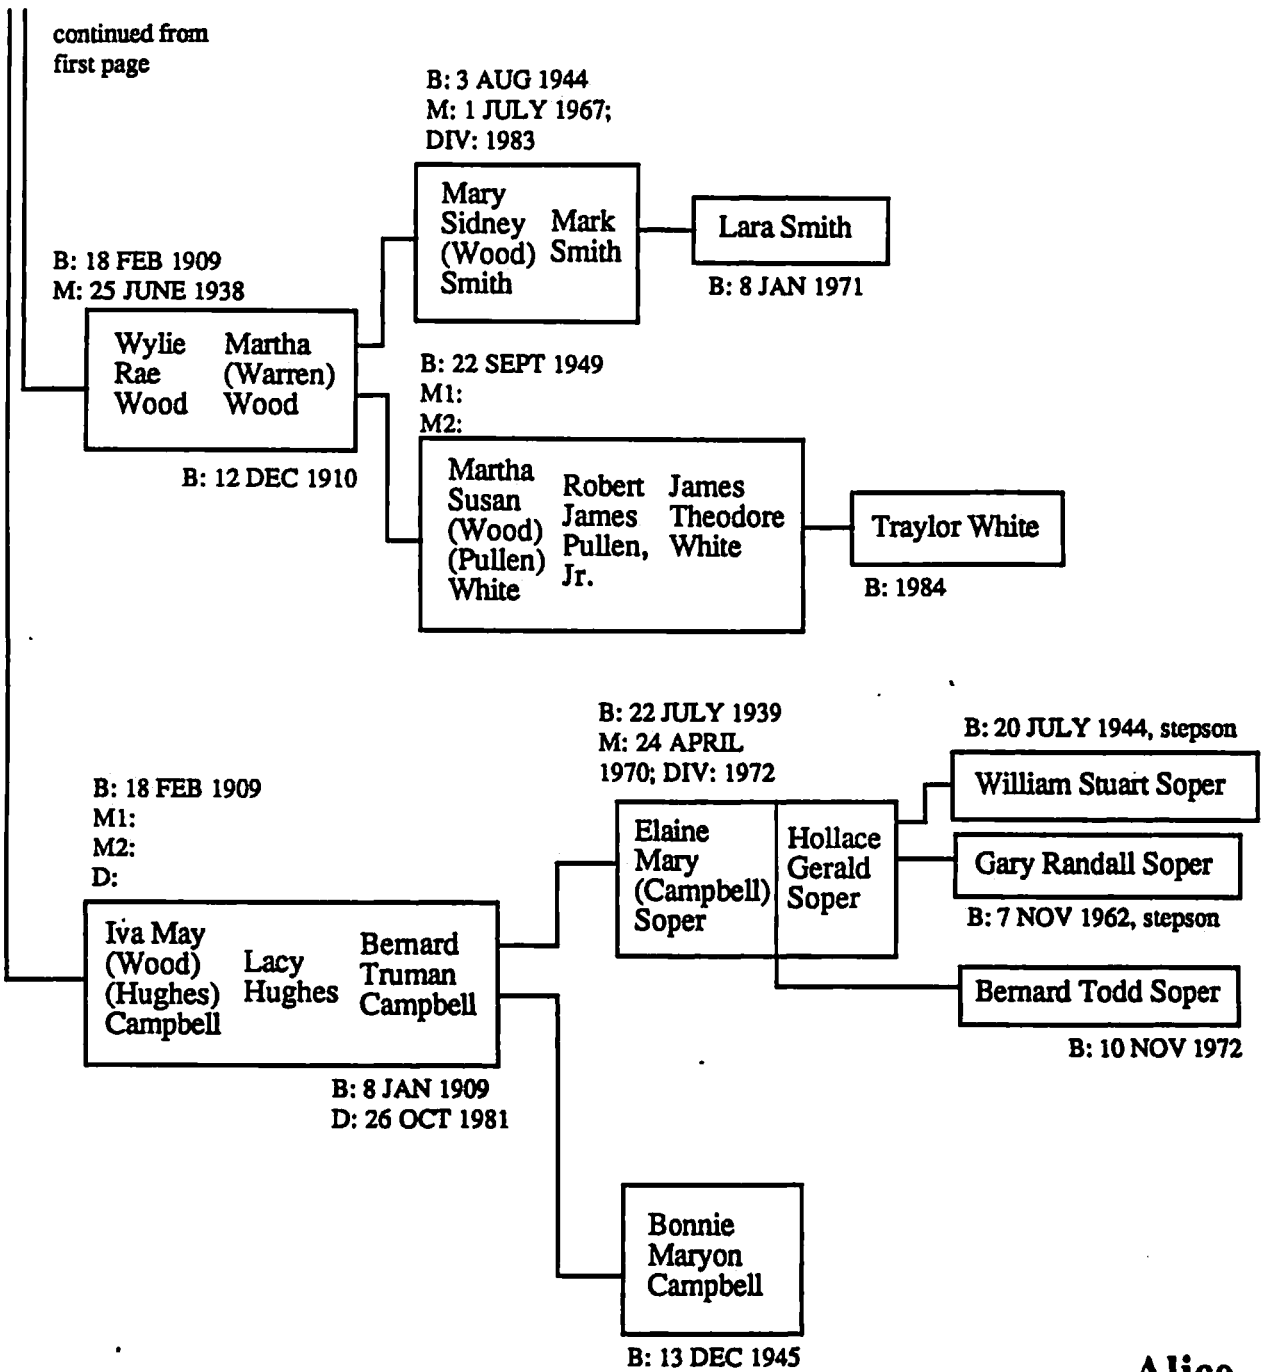 continued from
first page
B: 3 AUG 1944
M: 1 JULY 1967;
DIV: 1983
Mary
Sidney
(Wood)
Smith
Mark
Smith
Lara Smith
B: 8 JAN 1971
B: 18 FEB 1909
M: 25 JUNE 1938
Wylie
Rae
Wood
Martha
(Warren)
Wood
B: 12 DEC 1910
B: 22 SEPT 1949
M1:
M2:
Martha
Susan
(Wood)
(Pullen)
White
Robert
James
Pullen,
Jr.
James
Theodore
White
Traylor White
B: 1984
B: 22 JULY 1939
M: 24 APRIL
1970; DIV: 1972
B: 20 JULY 1944, stepson
William Stuart Soper
Elaine
Mary
(Campbell)
Soper
Hollace
Gerald
Soper
Gary Randall Soper
B: 7 NOV 1962, stepson
Bernard Todd Soper
B: 10 NOV 1972
B: 18 FEB 1909
M1:
M2:
D:
Iva May
(Wood)
(Hughes)
Campbell
Lacy
Hughes
Bernard
Truman
Campbell
B: 8 JAN 1909
D: 26 OCT 1981
Bonnie
Maryon
Campbell
B: 13 DEC 1945
Alice